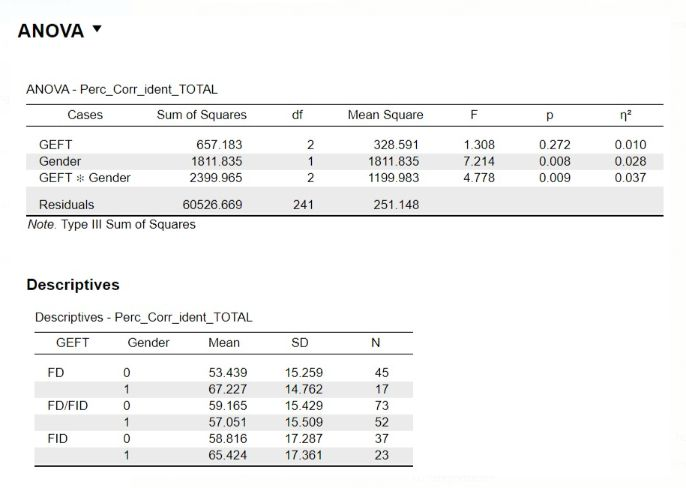 ANOVA ▼
ANOVA - Perc_Corr_ident_TOTAL
Cases Sum of Squares df Mean Square F p η²
GEFT 657.183 2 328.591 1.308 0.272 0.010
Gender 1811.835 1 1811.835 7.214 0.008 0.028
GEFT ✻ Gender 2399.965 2 1199.983 4.778 0.009 0.037
Residuals 60526.669 241 251.148
Note. Type III Sum of Squares
Descriptives
Descriptives - Perc_Corr_ident_TOTAL
GEFT Gender Mean SD N
FD 0 53.439 15.259 45
1 67.227 14.762 17
FD/FID 0 59.165 15.429 73
1 57.051 15.509 52
FID 0 58.816 17.287 37
1 65.424 17.361 23